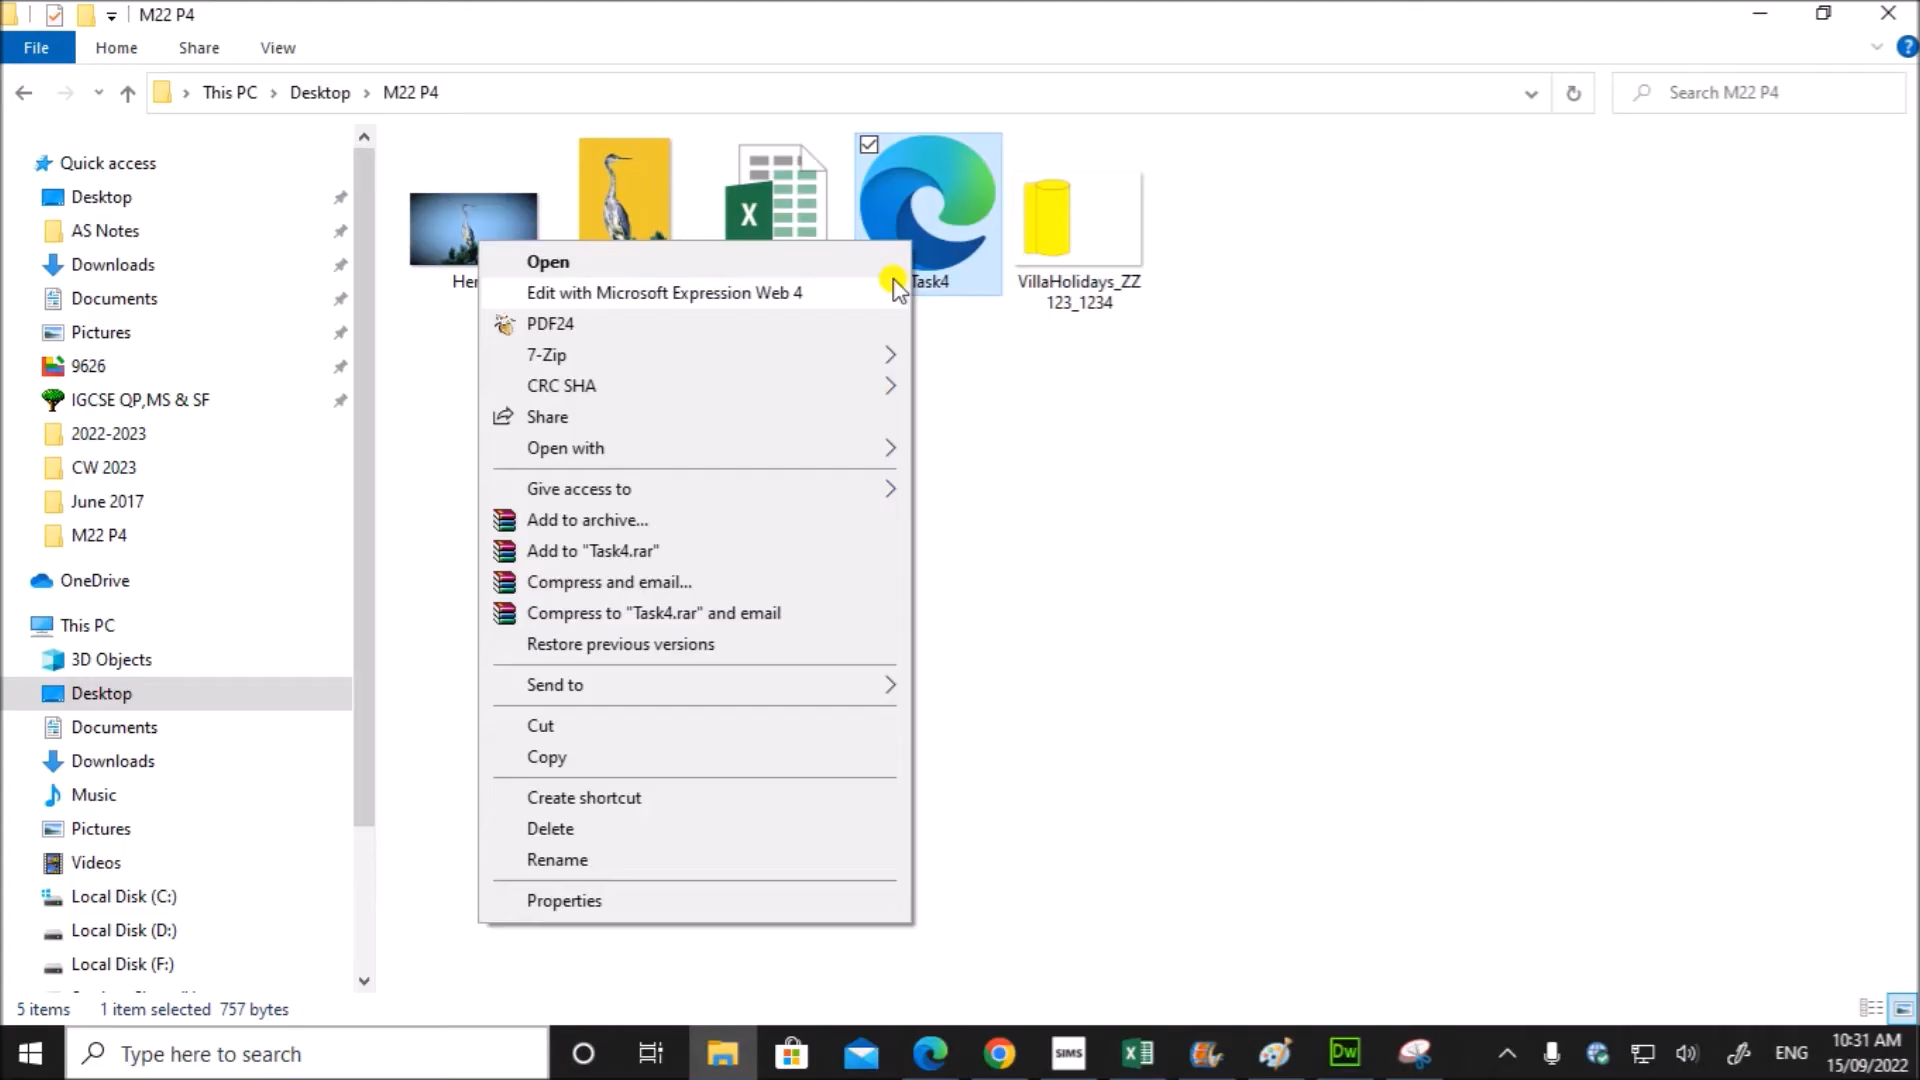 M22 P4
File Home Share View
This PC Desktop M22 P4
Search M22 P4
Quick access
Desktop
AS Notes
Downloads
Documents
Pictures
9626
IGCSE QP,MS & SF
2022-2023
CW 2023
June 2017
M22 P4
OneDrive
This PC
3D Objects
Desktop
Documents
Downloads
Music
Pictures
Videos
Local Disk (C:)
Local Disk (D:)
Local Disk (F:)
Her
X
Task4
VillaHolidays_ZZ
123_1234
Open
Edit with Microsoft Expression Web 4
PDF24
7-Zip
CRC SHA
Share
Open with
Give access to
Add to archive...
Add to "Task4.rar"
Compress and email...
Compress to "Task4.rar" and email
Restore previous versions
Send to
Cut
Copy
Create shortcut
Delete
Rename
Properties
5 items 1 item selected 757 bytes
Type here to search
SIMS
Dw
ENG
10:31 AM
15/09/2022